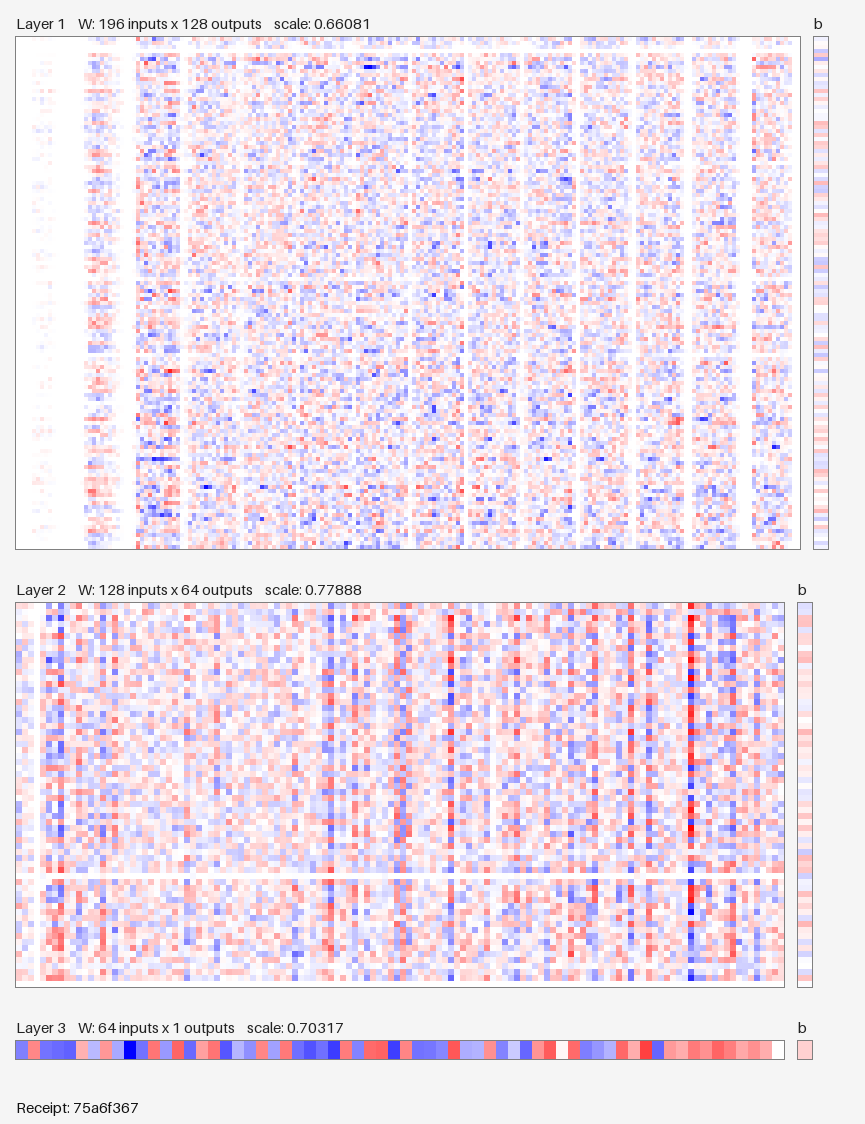 Layer 1 W: 196 inputs x 128 outputs scale: 0.66081 b
Layer 2 W: 128 inputs x 64 outputs scale: 0.77888 b
Layer 3 W: 64 inputs x 1 outputs scale: 0.70317 b
Receipt: 75a6f367